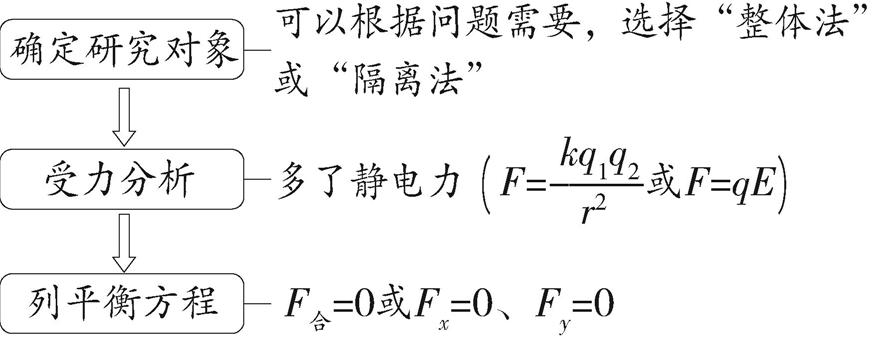 确定研究对象
可以根据问题需要，选择“整体法”
或“隔离法”
受力分析
多了静电力（F=kq₁q₂/r²或F=qE）
列平衡方程
F合=0或Fₓ=0、Fy=0